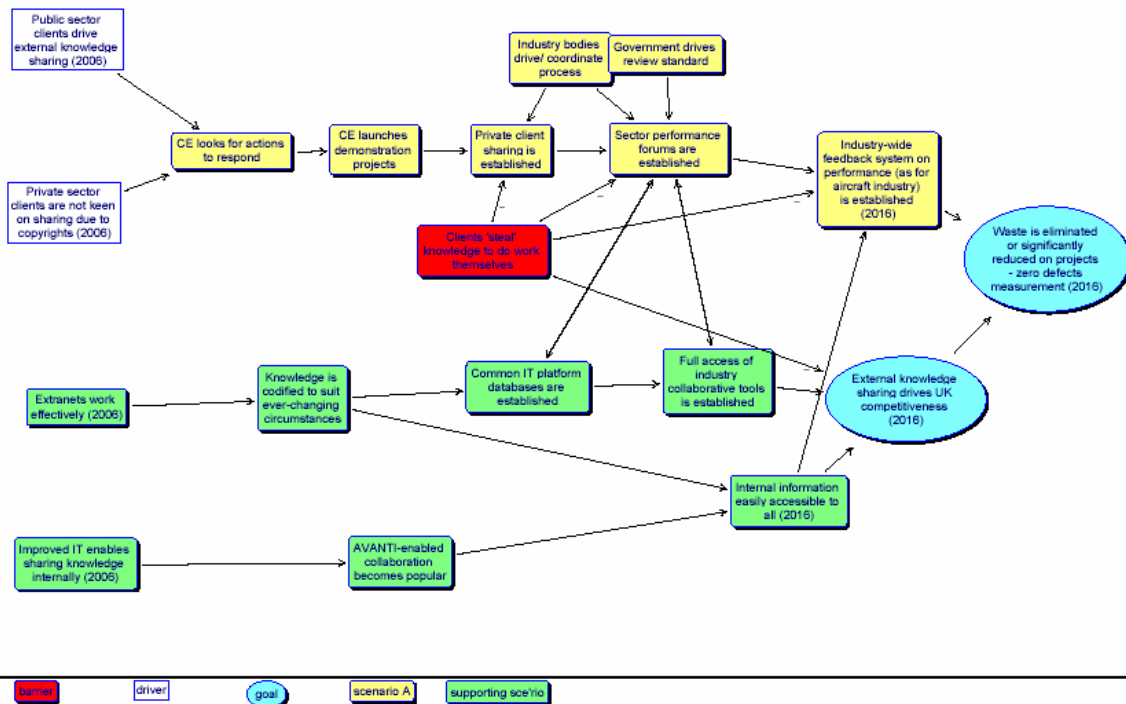 Public sector
clients drive
external knowledge
sharing (2006)
Industry bodies
drive/ coordinate
process
Government drives
review standard
CE looks for actions
to respond
CE launches
demonstration
projects
Private client
sharing is
established
Sector performance
forums are
established
Industry-wide
feedback system on
performance (as for
aircraft industry)
is established
(2016)
Private sector
clients are not keen
on sharing due to
copyrights (2006)
Clients 'steal'
knowledge to do work
themselves
Waste is eliminated
or significantly
reduced on projects
- zero defects
measurement (2016)
Extranets work
effectively (2006)
Knowledge is
codified to suit
ever-changing
circumstances
Common IT platform
databases are
established
Full access of
industry
collaborative tools
is established
External knowledge
sharing drives UK
competitiveness
(2016)
Internal information
easily accessible to
all (2016)
Improved IT enables
sharing knowledge
internally (2006)
AVANTI-enabled
collaboration
becomes popular
barrier
driver
goal
scenario A
supporting sce'rio